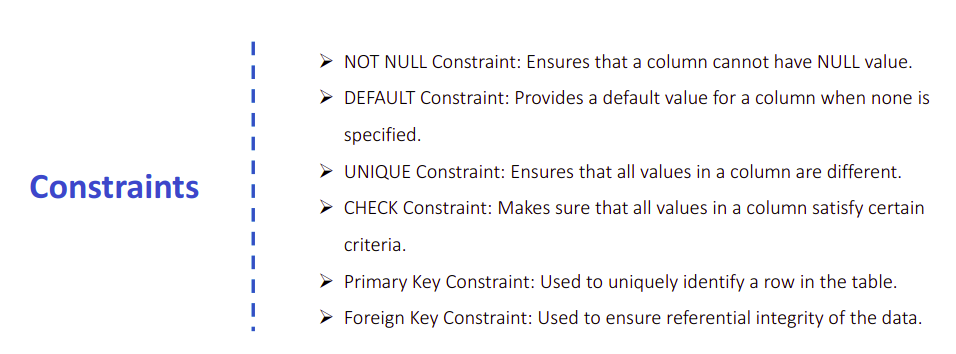 Constraints
➢ NOT NULL Constraint: Ensures that a column cannot have NULL value.
➢ DEFAULT Constraint: Provides a default value for a column when none is
specified.
➢ UNIQUE Constraint: Ensures that all values in a column are different.
➢ CHECK Constraint: Makes sure that all values in a column satisfy certain
criteria.
➢ Primary Key Constraint: Used to uniquely identify a row in the table.
➢ Foreign Key Constraint: Used to ensure referential integrity of the data.